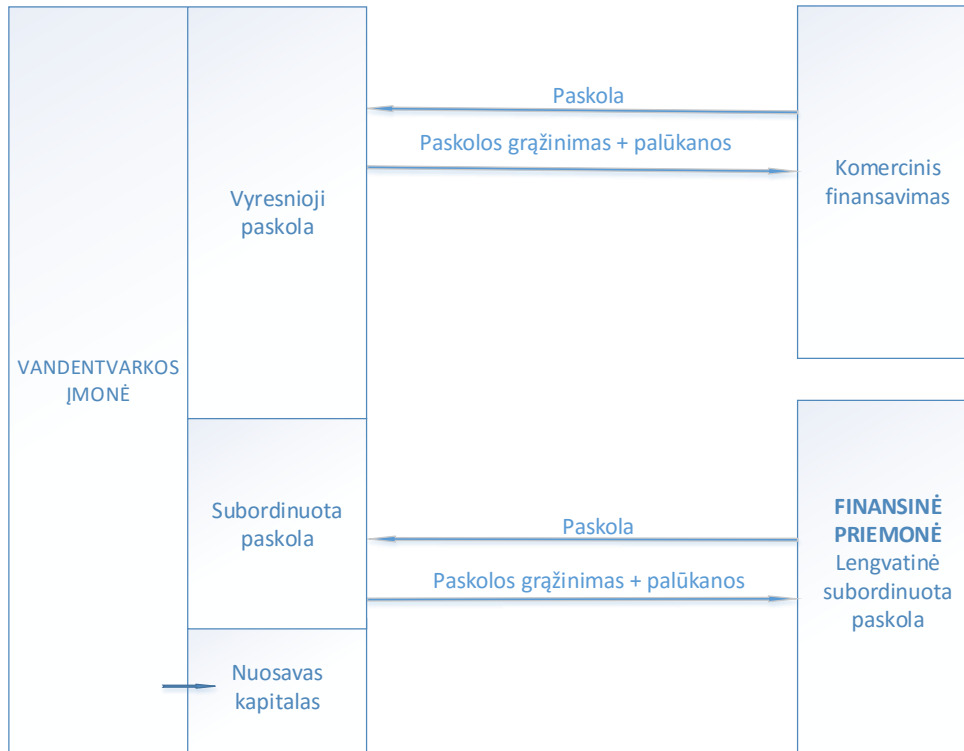 Paskola
Paskolos grąžinimas + palūkanos
Vyresnioji
paskola
Komercinis
finansavimas
VANDENTVARKOS
ĮMONĖ
Subordinuota
paskola
Paskola
Paskolos grąžinimas + palūkanos
FINANSINĖ
PRIEMONĖ
Lengvatinė
subordinuota
paskola
Nuosavas
kapitalas